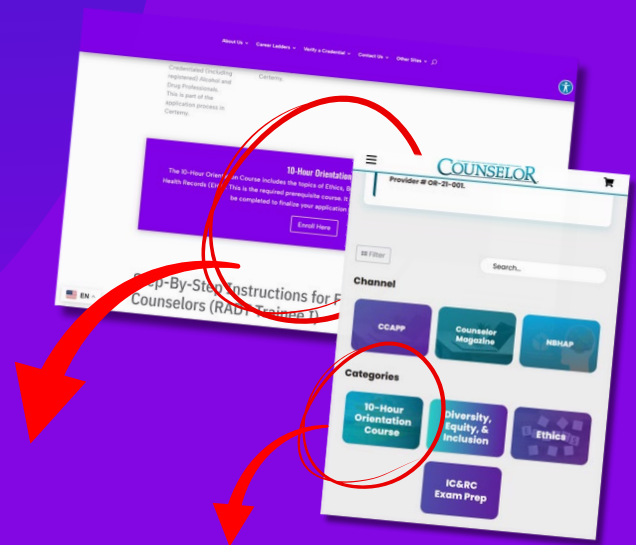 About Us
Career Ladders
Verify a Credential
Contact Us
Other Sites
Credentialed (including
registered) Alcohol and
Drug Professionals.
This is part of the
application process in
Certemy.
Certemy.
10-Hour Orientation
The 10-Hour Orientation Course includes the topics of Ethics, B
Health Records (EH This is the required prerequisite course. It
be completed to finalize your application
Enroll Here
Step-By-Step Instructions for F
Counselors (RADT Trainee I)
EN
COUNSELOR
Provider # OR-21-001.
Filter
Search...
Channel
CCAPP
Counselor
Magazine
NBHAP
Categories
10-Hour
Orientation
Course
Diversity,
Equity, &
Inclusion
Ethics
IC&RC
Exam Prep